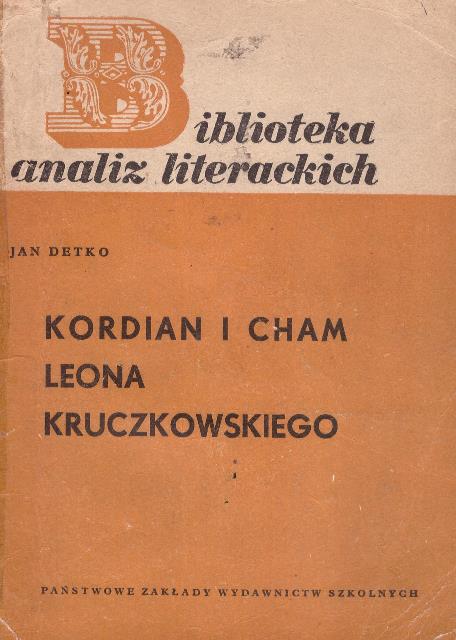 Biblioteka
analiz literackich
JAN DETKO
KORDIAN I CHAM
LEONA
KRUCZKOWSKIEGO
PAŃSTWOWE ZAKŁADY WYDAWNICTW SZKOLNYCH